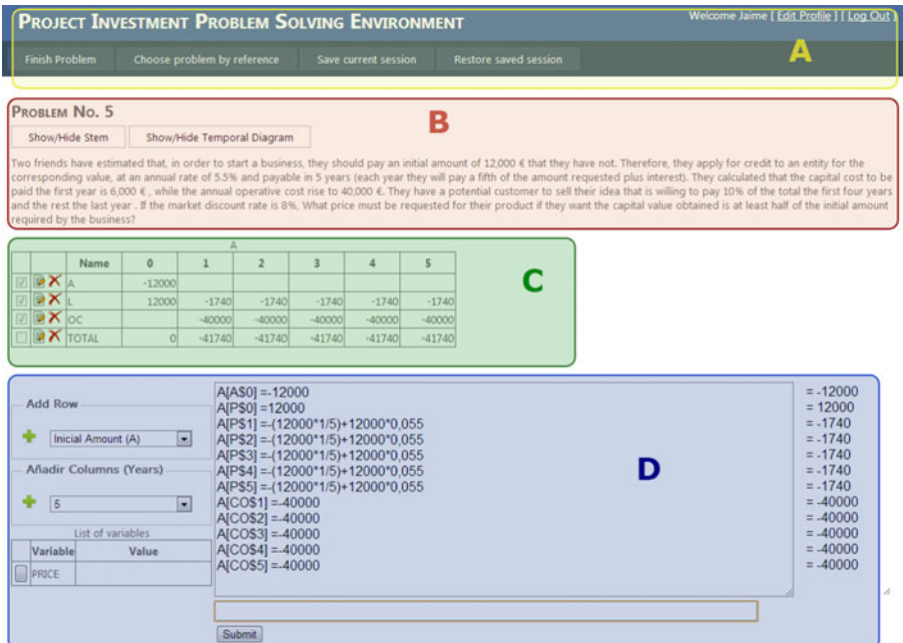 PROJECT INVESTMENT PROBLEM SOLVING ENVIRONMENT
Welcome Jaime [ Edit Profile ] [ Log Out ]
Finish Problem Choose problem by reference Save current session Restore saved session
A
PROBLEM NO. 5
B
Show/Hide Stem Show/Hide Temporal Diagram
Two friends have estimated that, in order to start a business, they should pay an initial amount of 12,000 € that they have not. Therefore, they apply for credit to an entity for the
corresponding value, at an annual rate of 5.5% and payable in 5 years (each year they will pay a fifth of the amount requested plus interest). They calculated that the capital cost to be
paid the first year is 6,000 € , while the annual operative cost rise to 40,000 €. They have a potential customer to sell their idea that is willing to pay 10% of the total the first four years
and the rest the last year . If the market discount rate is 8%, What price must be requested for their product if they want the capital value obtained is at least half of the initial amount
required by the business?
A
Name 0 1 2 3 4 5
A -12000
L 12000 -1740 -1740 -1740 -1740 -1740
OC -40000 -40000 -40000 -40000 -40000
TOTAL 0 -41740 -41740 -41740 -41740 -41740
C
Add Row
Inicial Amount (A)
Añadir Columns (Years)
5
List of variables
Variable Value
PRICE
A[A$0] =-12000 = -12000
A[P$0] =12000 = 12000
A[P$1] =-(12000*1/5)+12000*0,055 = -1740
A[P$2] =-(12000*1/5)+12000*0,055 = -1740
A[P$3] =-(12000*1/5)+12000*0,055 = -1740
A[P$4] =-(12000*1/5)+12000*0,055 = -1740
A[P$5] =-(12000*1/5)+12000*0,055 = -1740
A[CO$1] =-40000 = -40000
A[CO$2] =-40000 = -40000
A[CO$3] =-40000 = -40000
A[CO$4] =-40000 = -40000
A[CO$5] =-40000 = -40000
D
Submit